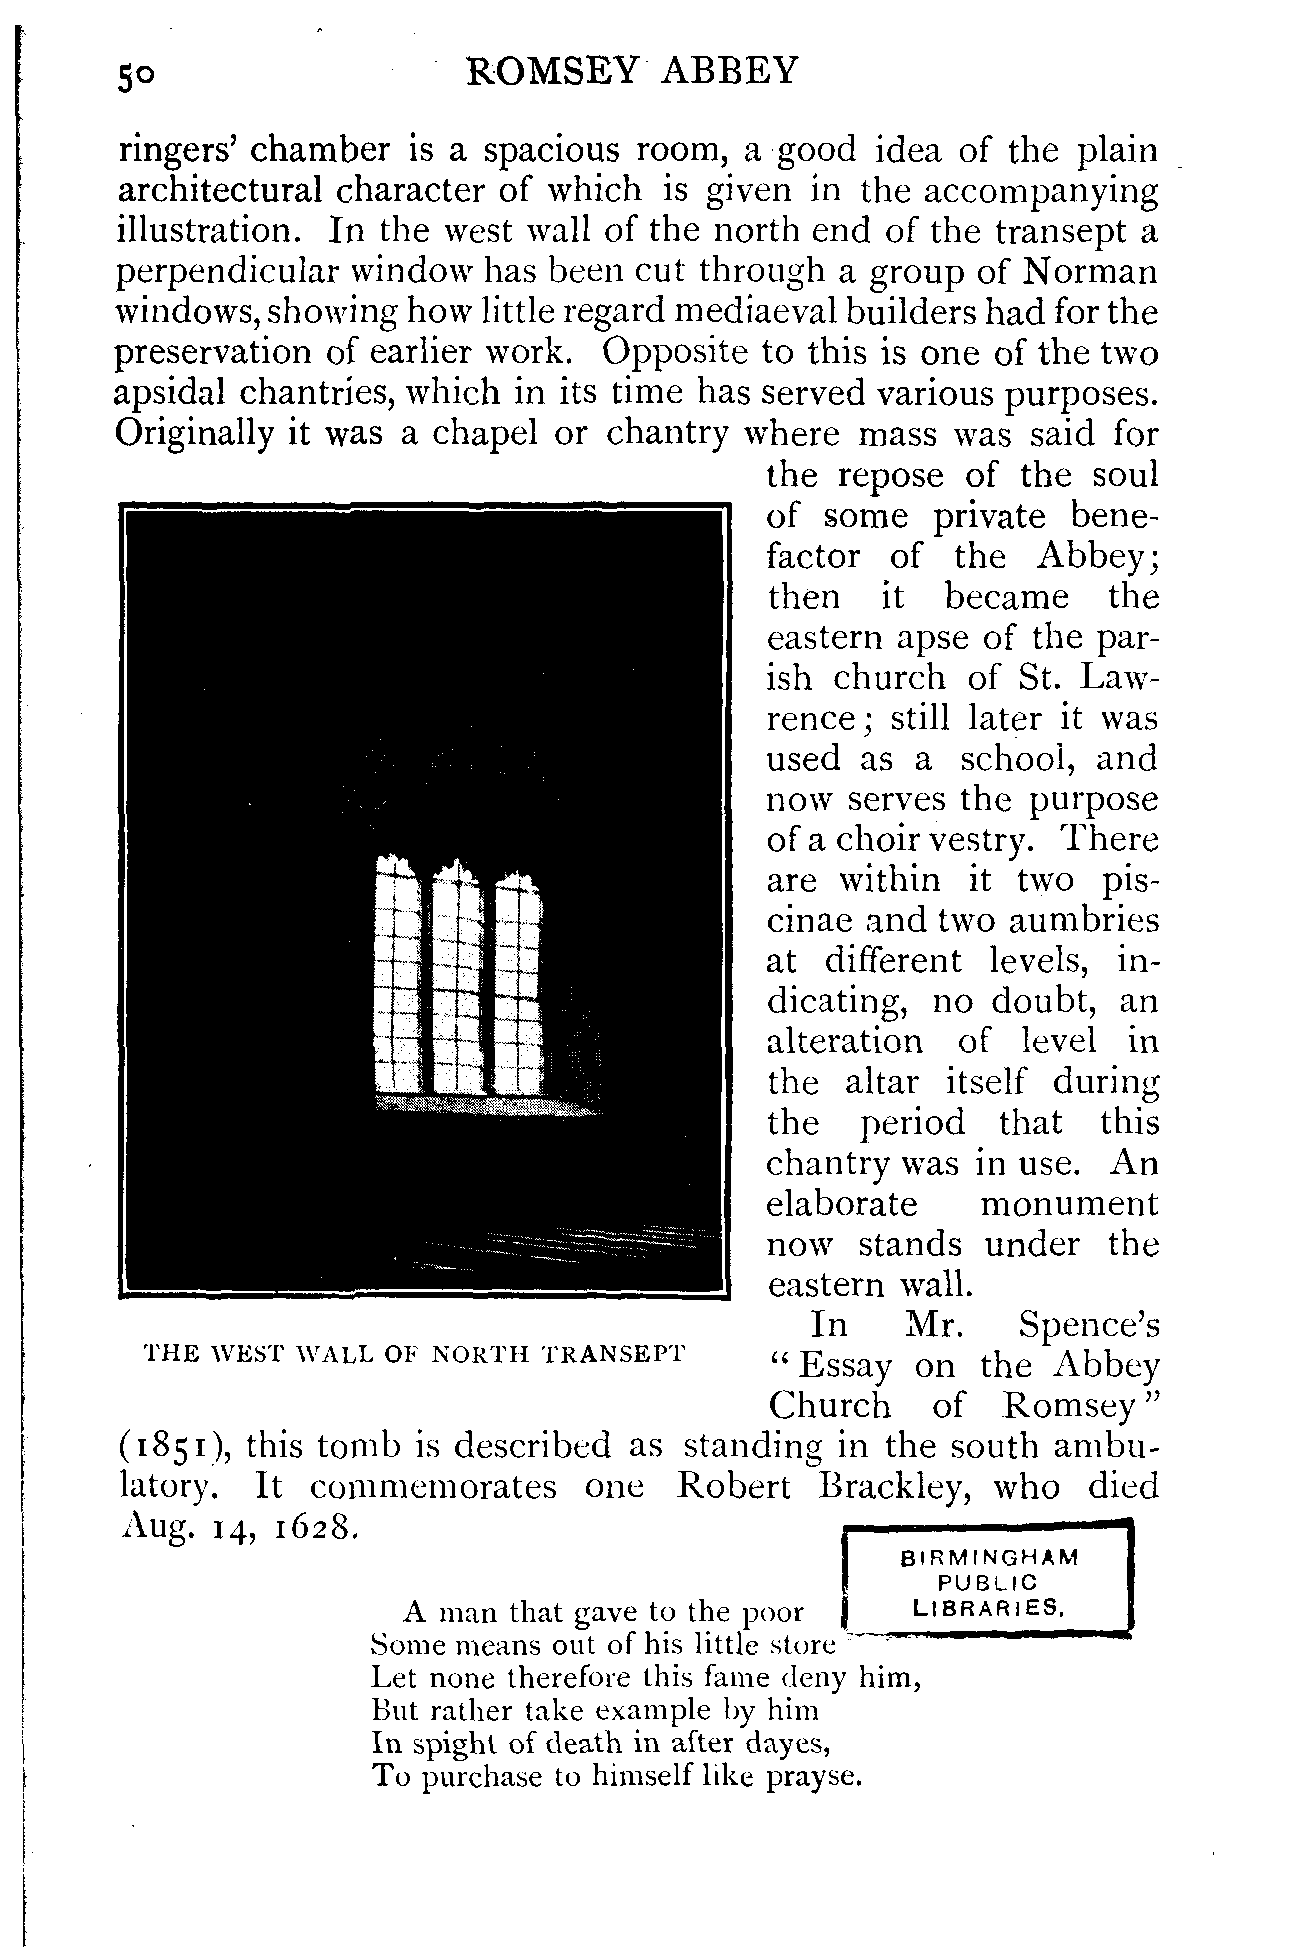 50 ROMSEY ABBEY
ringers' chamber is a spacious room, a good idea of the plain
architectural character of which is given in the accompanying
illustration. In the west wall of the north end of the transept a
perpendicular window has been cut through a group of Norman
windows, showing how little regard mediaeval builders had for the
preservation of earlier work. Opposite to this is one of the two
apsidal chantries, which in its time has served various purposes.
Originally it was a chapel or chantry where mass was said for
the repose of the soul
of some private bene-
factor of the Abbey;
then it became the
eastern apse of the par-
ish church of St. Law-
rence; still later it was
used as a school, and
now serves the purpose
of a choir vestry. There
are within it two pis-
cinae and two aumbries
at different levels, in-
dicating, no doubt, an
alteration of level in
the altar itself during
the period that this
chantry was in use. An
elaborate monument
now stands under the
eastern wall.
In Mr. Spence's
"Essay on the Abbey
Church of Romsey"
THE WEST WALL OF NORTH TRANSEPT
(1851), this tomb is described as standing in the south ambu-
latory. It commemorates one Robert Brackley, who died
Aug. 14, 1628.
A man that gave to the poor
Some means out of his little store
Let none therefore this fame deny him,
But rather take example by him
In spight of death in after dayes,
To purchase to himself like prayse.
BIRMINGHAM
PUBLIC
LIBRARIES.